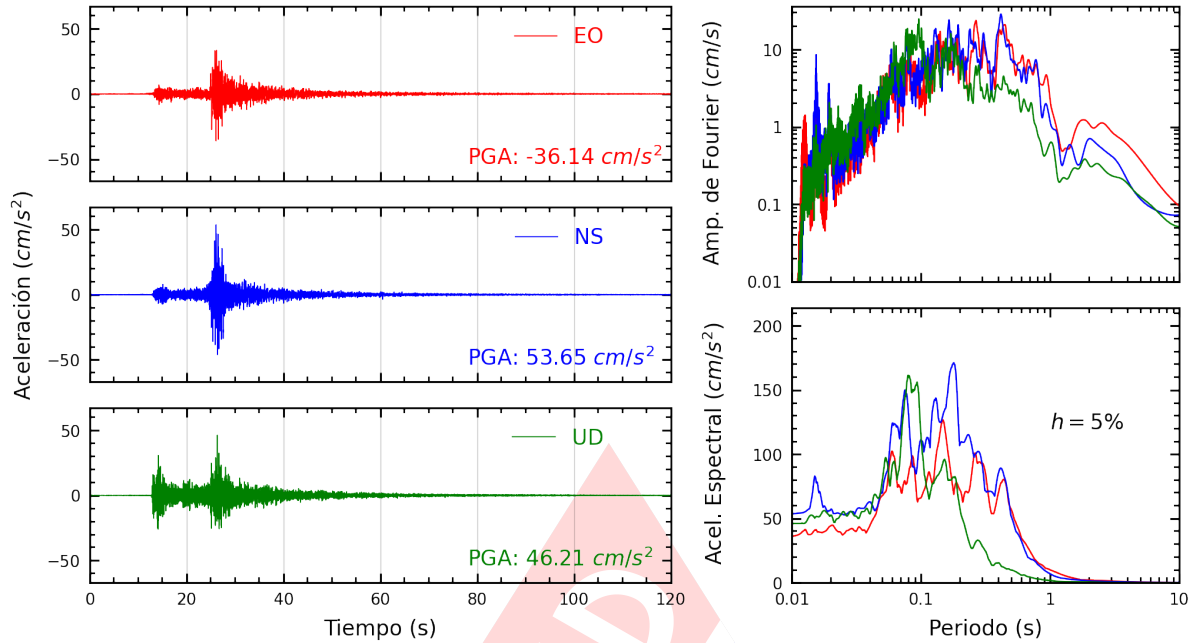 Aceleración (cm/s²)
50
0
−50
EO
PGA: -36.14 cm/s²
50
0
−50
NS
PGA: 53.65 cm/s²
50
0
−50
UD
PGA: 46.21 cm/s²
0 20 40 60 80 100 120
Tiempo (s)
Amp. de Fourier (cm/s)
10
1
0.1
0.01
Acel. Espectral (cm/s²)
200
150
100
50
0
h = 5%
0.01 0.1 1 10
Periodo (s)